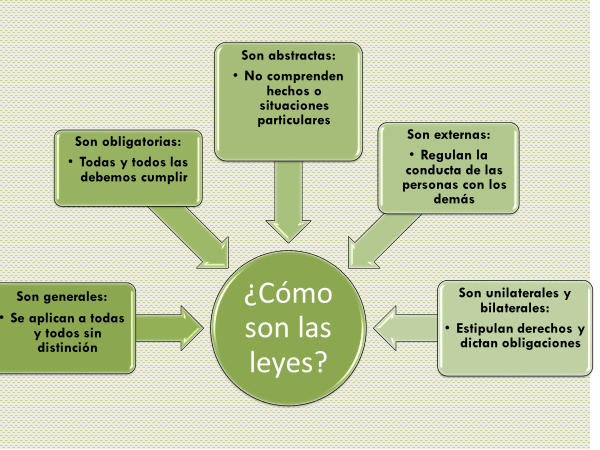 Son abstractas:
• No comprenden
hechos o
situaciones
particulares
Son obligatorias:
• Todas y todos las
debemos cumplir
Son externas:
• Regulan la
conducta de las
personas con los
demás
Son generales:
• Se aplican a todas
y todos sin
distinción
¿Cómo
son las
leyes?
Son unilaterales y
bilaterales:
• Estipulan derechos y
dictan obligaciones